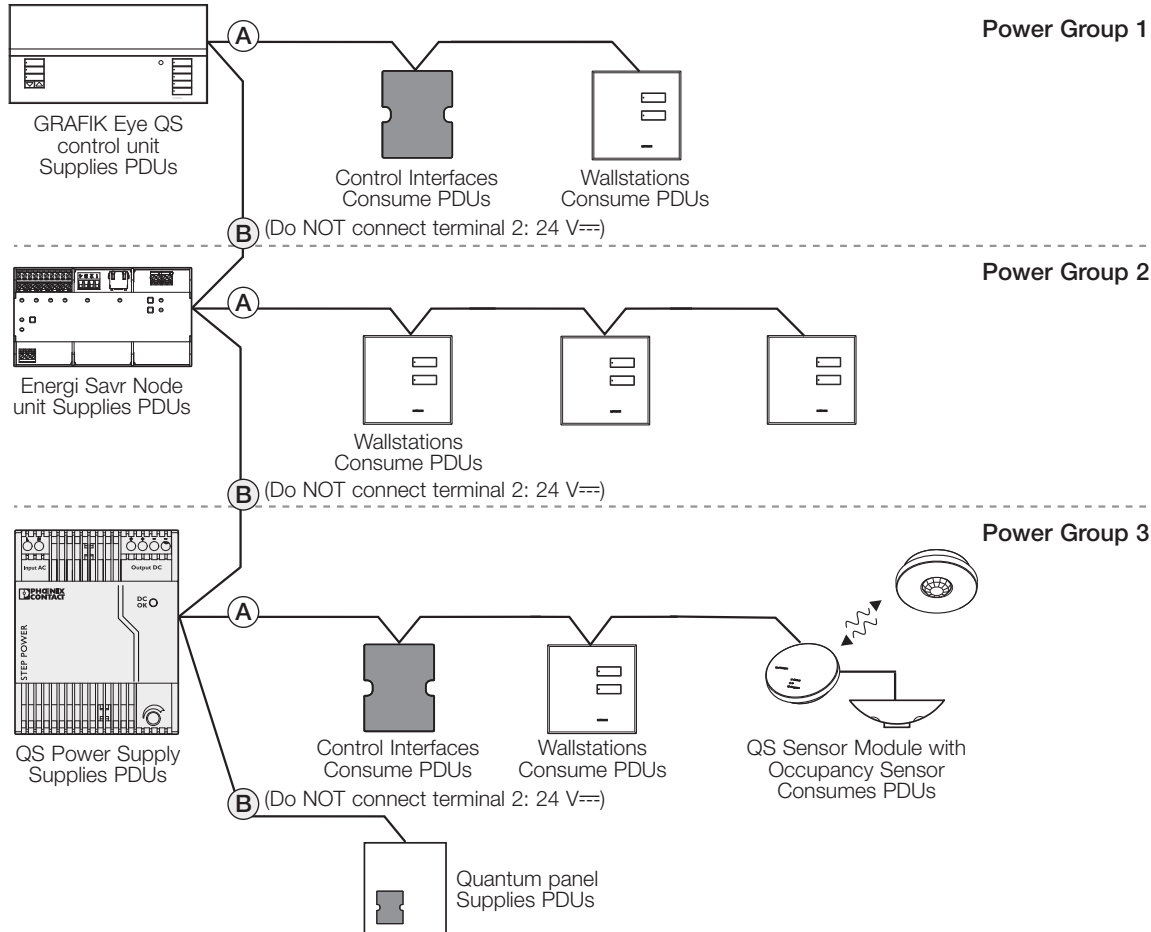 Power Group 1
A
GRAFIK Eye QS
control unit
Supplies PDUs
Control Interfaces
Consume PDUs
Wallstations
Consume PDUs
B (Do NOT connect terminal 2: 24 V⎓)
Power Group 2
A
Energi Savr Node
unit Supplies PDUs
Wallstations
Consume PDUs
B (Do NOT connect terminal 2: 24 V⎓)
Power Group 3
Input AC
Output DC
PHŒNIX
CONTACT
DC
OK
STEP POWER
A
QS Power Supply
Supplies PDUs
Control Interfaces
Consume PDUs
Wallstations
Consume PDUs
QS Sensor Module with
Occupancy Sensor
Consumes PDUs
B (Do NOT connect terminal 2: 24 V⎓)
Quantum panel
Supplies PDUs